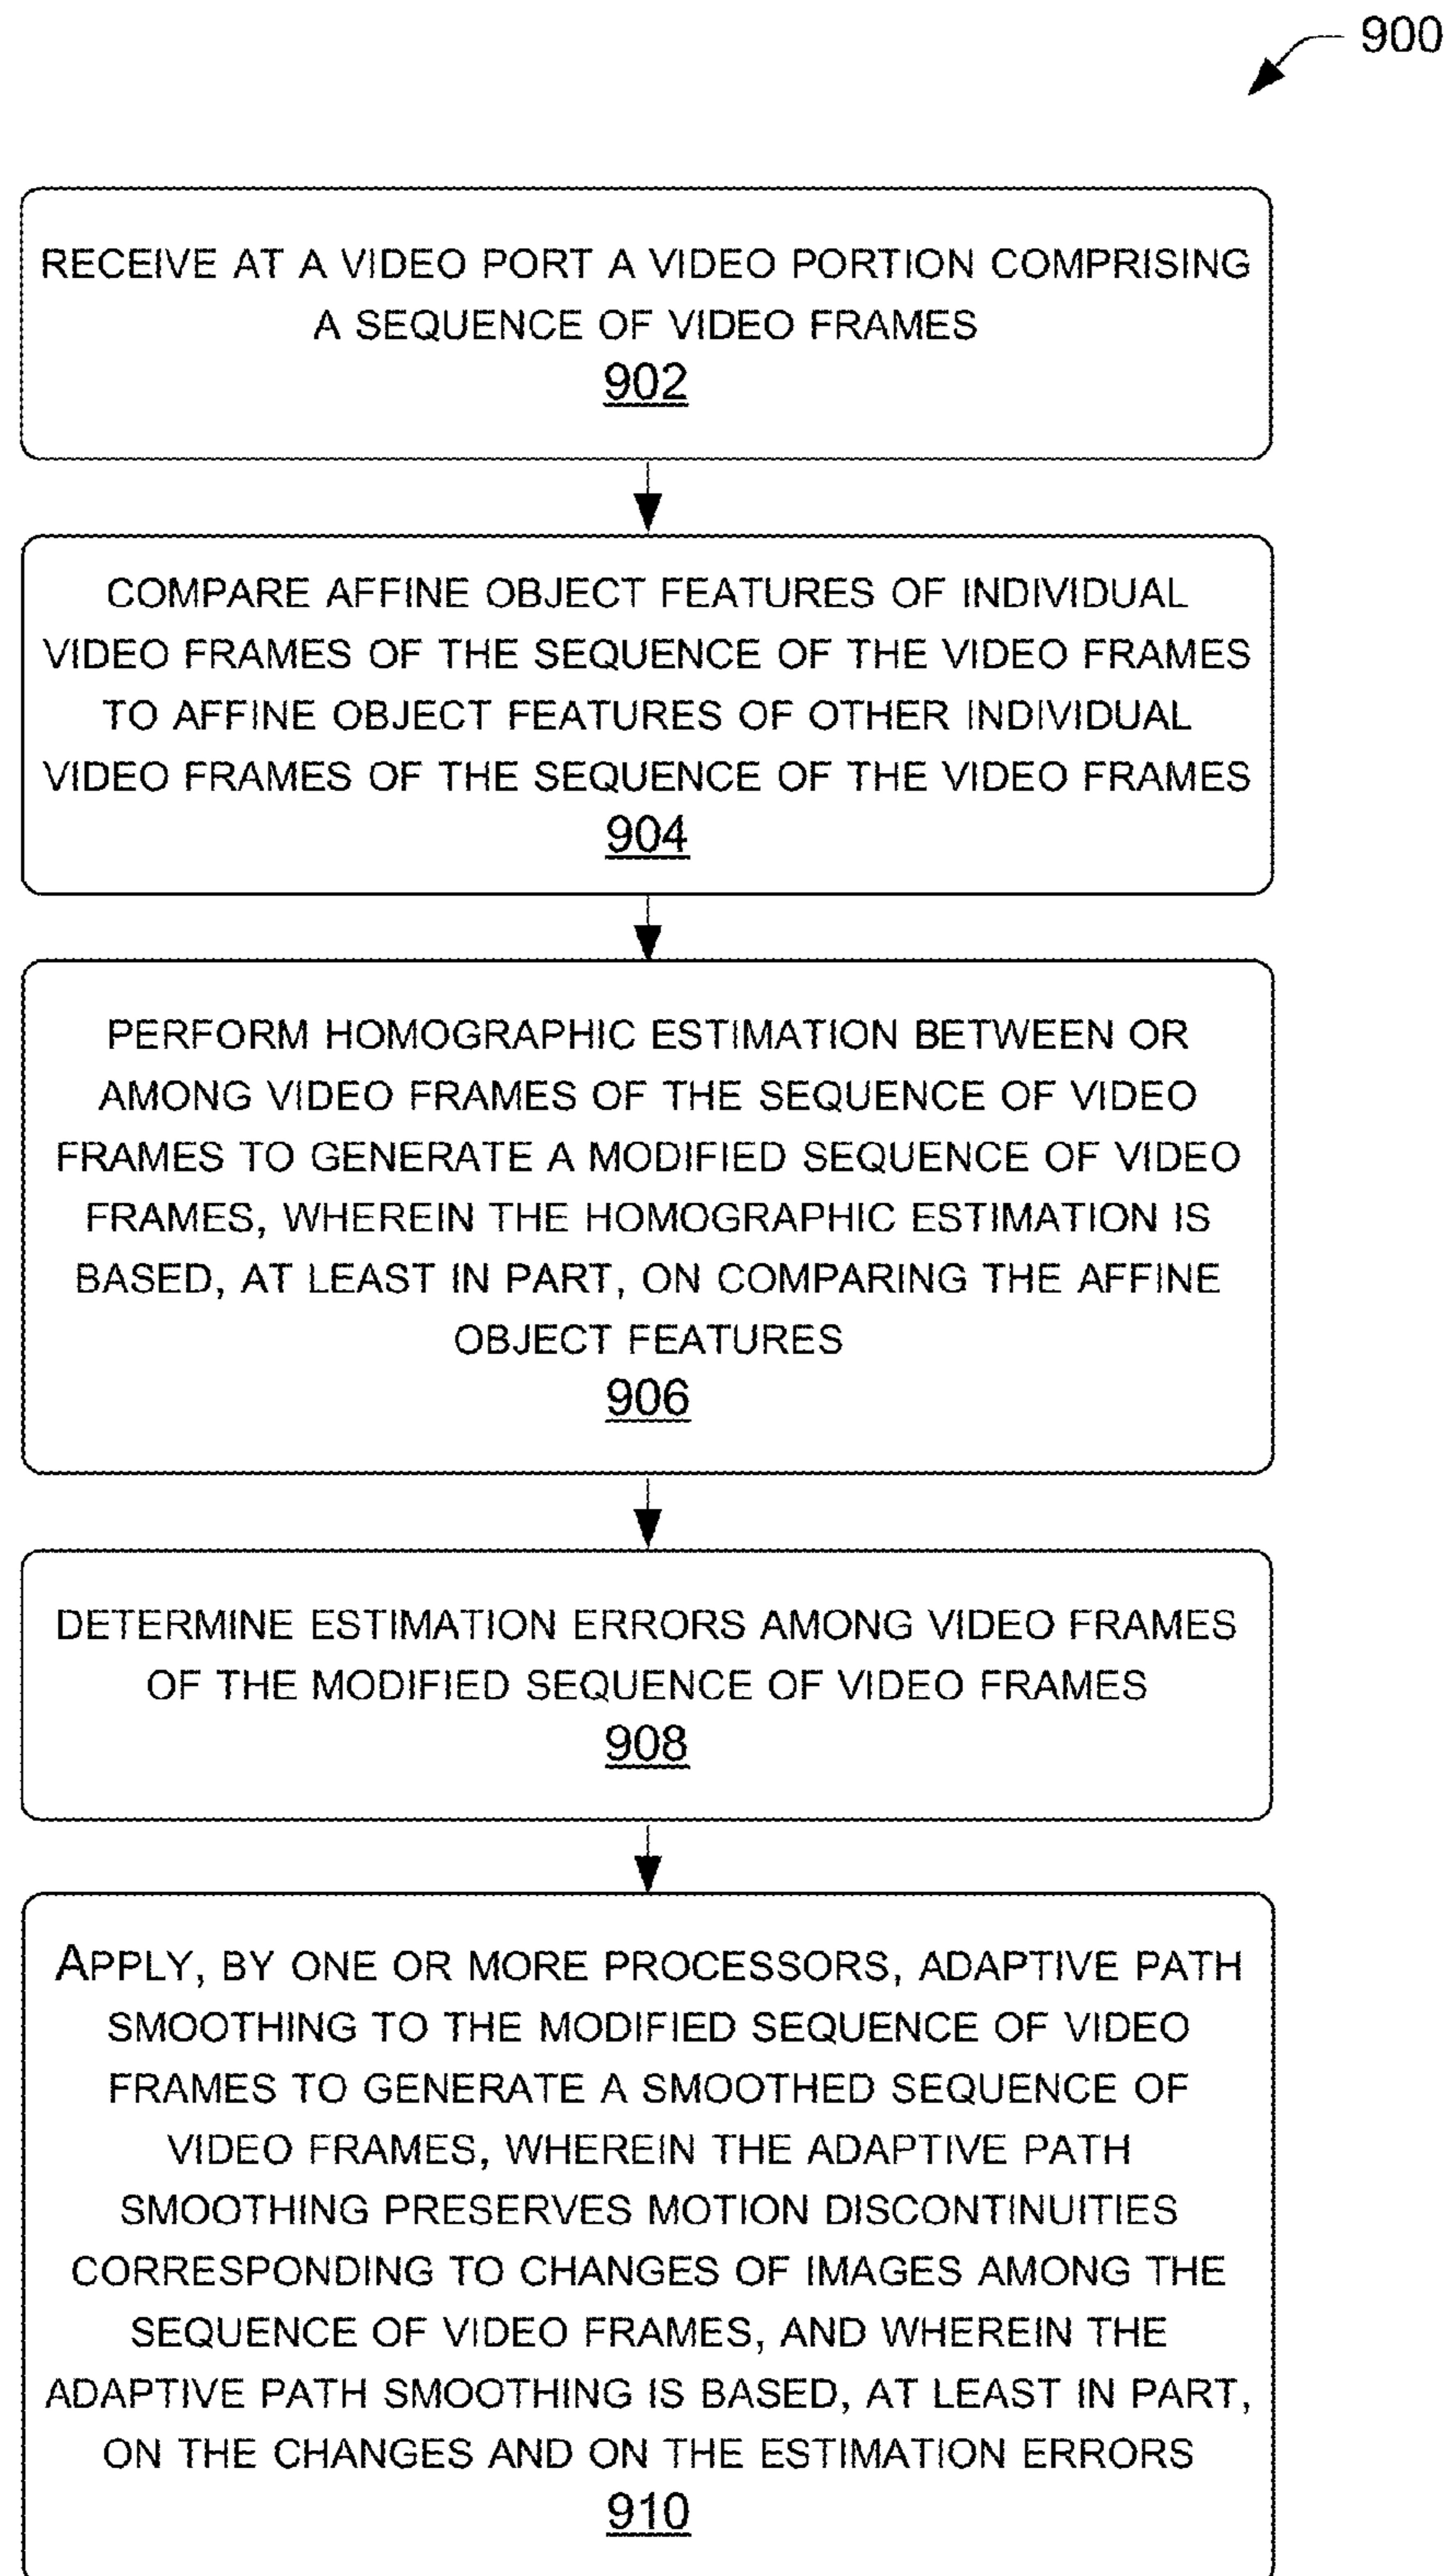 900
RECEIVE AT A VIDEO PORT A VIDEO PORTION COMPRISING
A SEQUENCE OF VIDEO FRAMES
902
COMPARE AFFINE OBJECT FEATURES OF INDIVIDUAL
VIDEO FRAMES OF THE SEQUENCE OF THE VIDEO FRAMES
TO AFFINE OBJECT FEATURES OF OTHER INDIVIDUAL
VIDEO FRAMES OF THE SEQUENCE OF THE VIDEO FRAMES
904
PERFORM HOMOGRAPHIC ESTIMATION BETWEEN OR
AMONG VIDEO FRAMES OF THE SEQUENCE OF VIDEO
FRAMES TO GENERATE A MODIFIED SEQUENCE OF VIDEO
FRAMES, WHEREIN THE HOMOGRAPHIC ESTIMATION IS
BASED, AT LEAST IN PART, ON COMPARING THE AFFINE
OBJECT FEATURES
906
DETERMINE ESTIMATION ERRORS AMONG VIDEO FRAMES
OF THE MODIFIED SEQUENCE OF VIDEO FRAMES
908
APPLY, BY ONE OR MORE PROCESSORS, ADAPTIVE PATH
SMOOTHING TO THE MODIFIED SEQUENCE OF VIDEO
FRAMES TO GENERATE A SMOOTHED SEQUENCE OF
VIDEO FRAMES, WHEREIN THE ADAPTIVE PATH
SMOOTHING PRESERVES MOTION DISCONTINUITIES
CORRESPONDING TO CHANGES OF IMAGES AMONG THE
SEQUENCE OF VIDEO FRAMES, AND WHEREIN THE
ADAPTIVE PATH SMOOTHING IS BASED, AT LEAST IN PART,
ON THE CHANGES AND ON THE ESTIMATION ERRORS
910